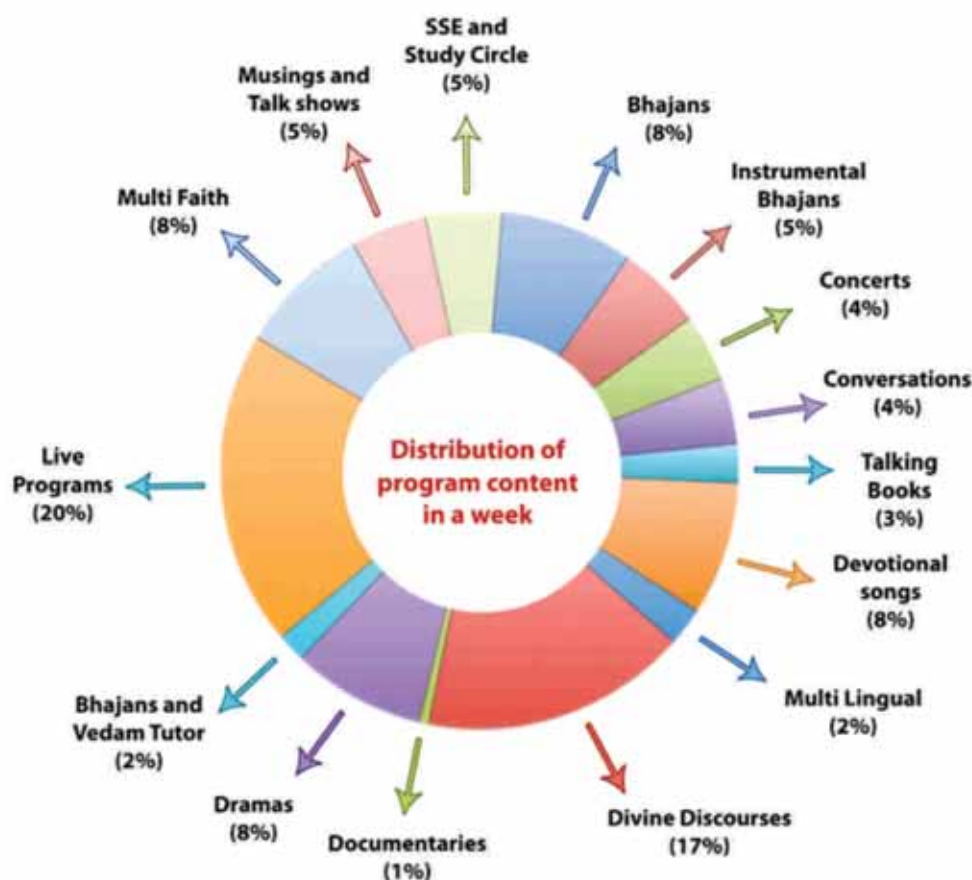 SSE and
Study Circle
(5%)
Musings and
Talk shows
(5%)
Bhajans
(8%)
Instrumental
Bhajans
(5%)
Multi Faith
(8%)
Concerts
(4%)
Conversations
(4%)
Distribution of
program content
in a week
Live
Programs
(20%)
Talking
Books
(3%)
Devotional
songs
(8%)
Multi Lingual
(2%)
Bhajans and
Vedam Tutor
(2%)
Dramas
(8%)
Documentaries
(1%)
Divine Discourses
(17%)